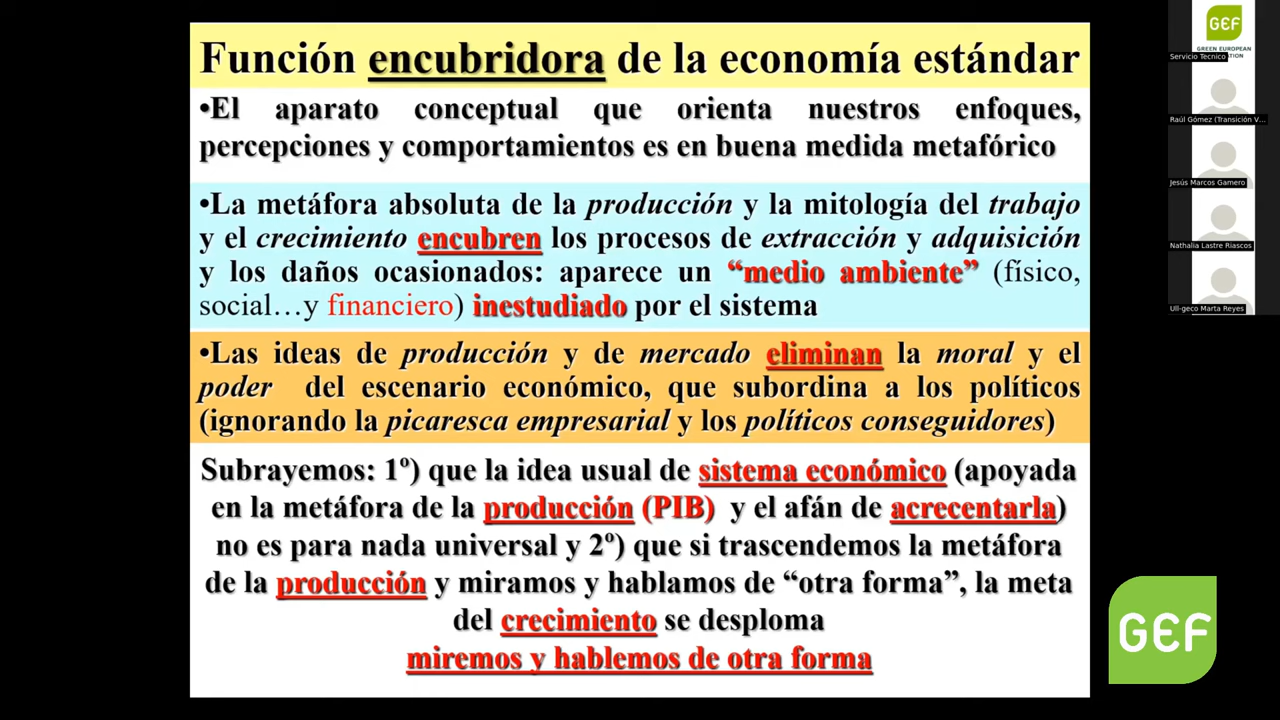 Función encubridora de la economía estándar
•El aparato conceptual que orienta nuestros enfoques,
percepciones y comportamientos es en buena medida metafórico
•La metáfora absoluta de la producción y la mitología del trabajo
y el crecimiento encubren los procesos de extracción y adquisición
y los daños ocasionados: aparece un “medio ambiente” (físico,
social…y financiero) inestudiado por el sistema
•Las ideas de producción y de mercado eliminan la moral y el
poder del escenario económico, que subordina a los políticos
(ignorando la picaresca empresarial y los políticos conseguidores)
Subrayemos: 1º) que la idea usual de sistema económico (apoyada
en la metáfora de la producción (PIB) y el afán de acrecentarla)
no es para nada universal y 2º) que si trascendemos la metáfora
de la producción y miramos y hablamos de “otra forma”, la meta
del crecimiento se desploma
miremos y hablemos de otra forma
GEF
GREEN EUROPEAN
Servicio Tecnico
Raúl Gómez (Transición V...
Jesús Marcos Gamero
Nathalia Lastre Riascos
Ull-geco Marta Reyes
GEF